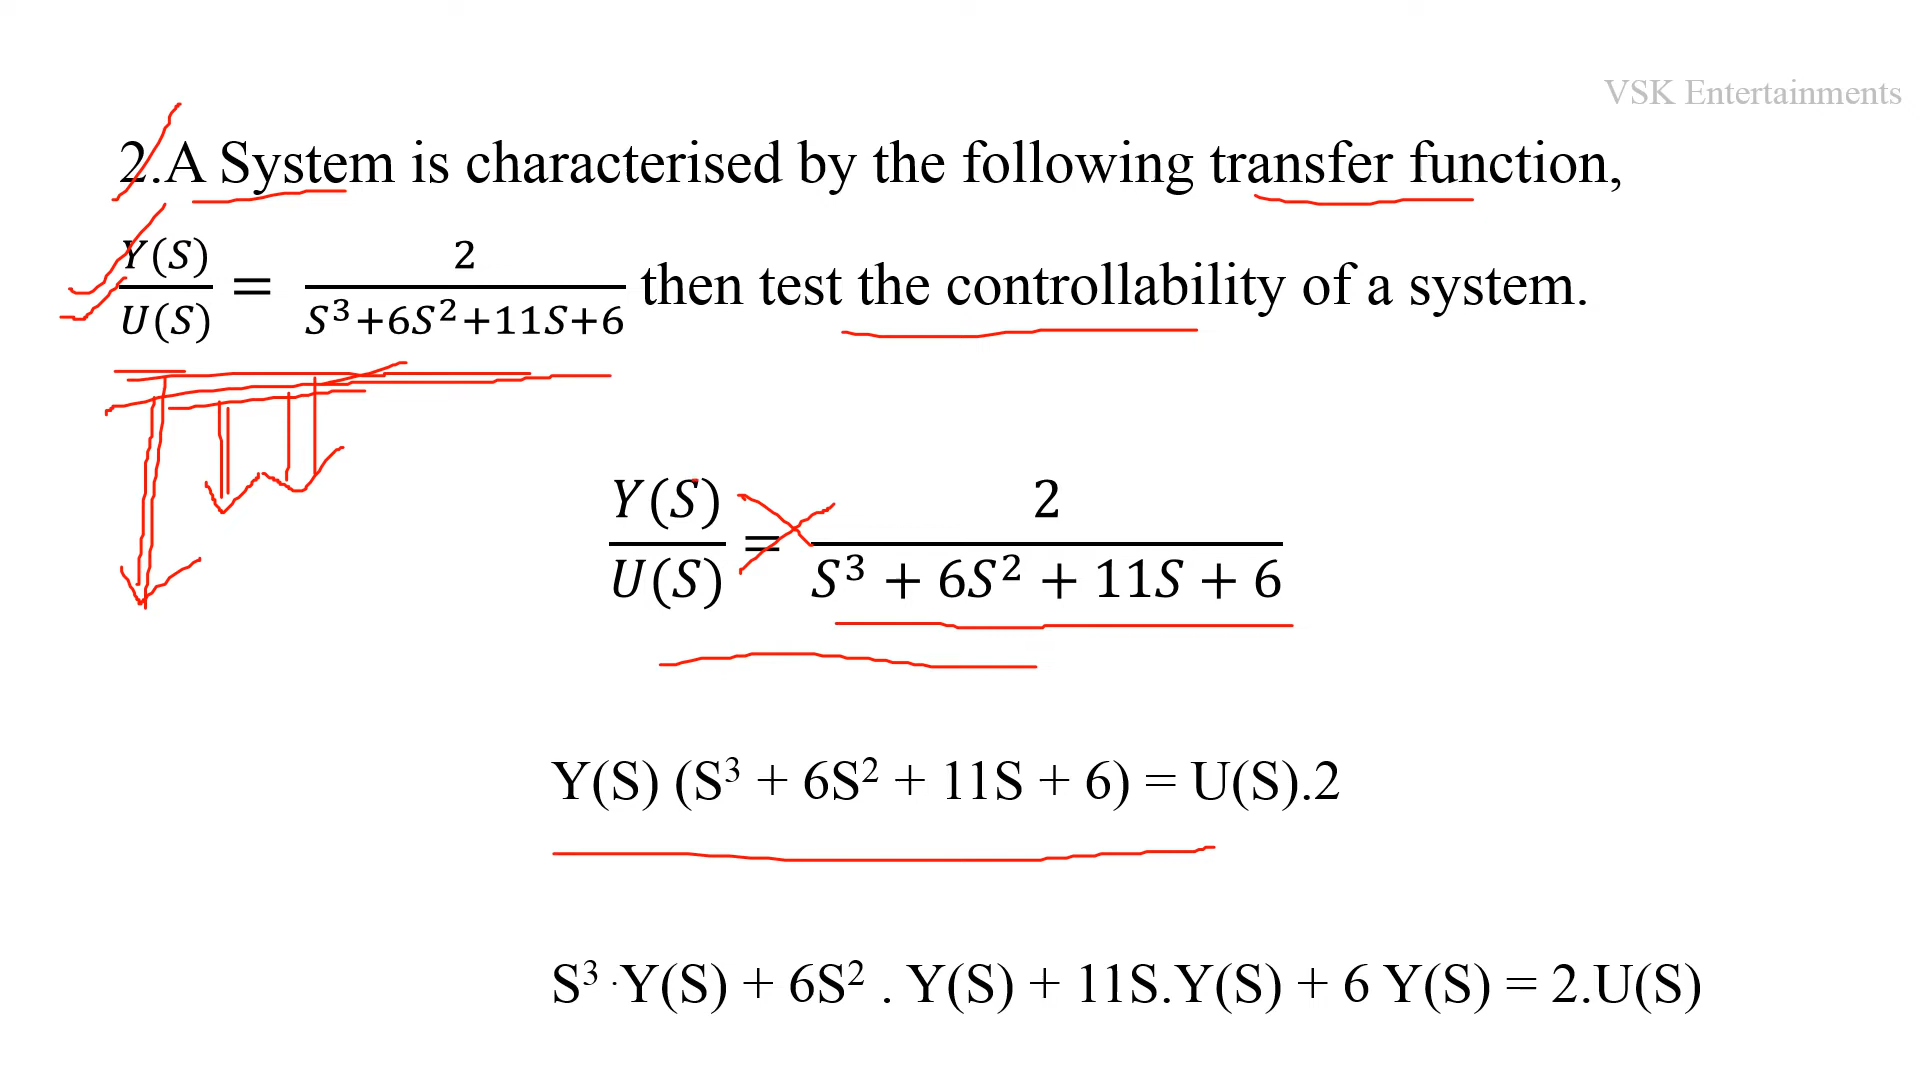 VSK Entertainments
2.A System is characterised by the following transfer function,
Y(S)/U(S) = 2/(S³+6S²+11S+6) then test the controllability of a system.
Y(S)/U(S) = 2/(S³ + 6S² + 11S + 6)
Y(S) (S³ + 6S² + 11S + 6) = U(S).2
S³ ·Y(S) + 6S² . Y(S) + 11S.Y(S) + 6 Y(S) = 2.U(S)